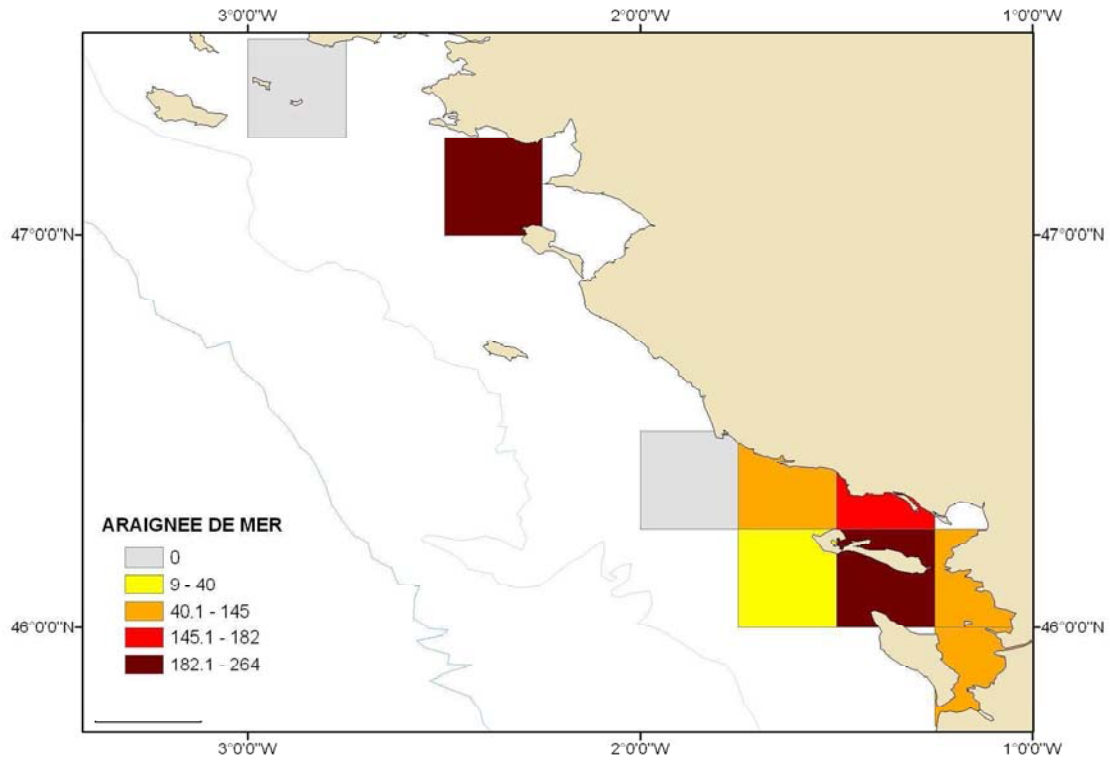 3°0'0"W 2°0'0"W 1°0'0"W
47°0'0"N 47°0'0"N
ARAIGNEE DE MER
0
9 - 40
40.1 - 145
145.1 - 182
182.1 - 264
46°0'0"N 46°0'0"N
3°0'0"W 2°0'0"W 1°0'0"W